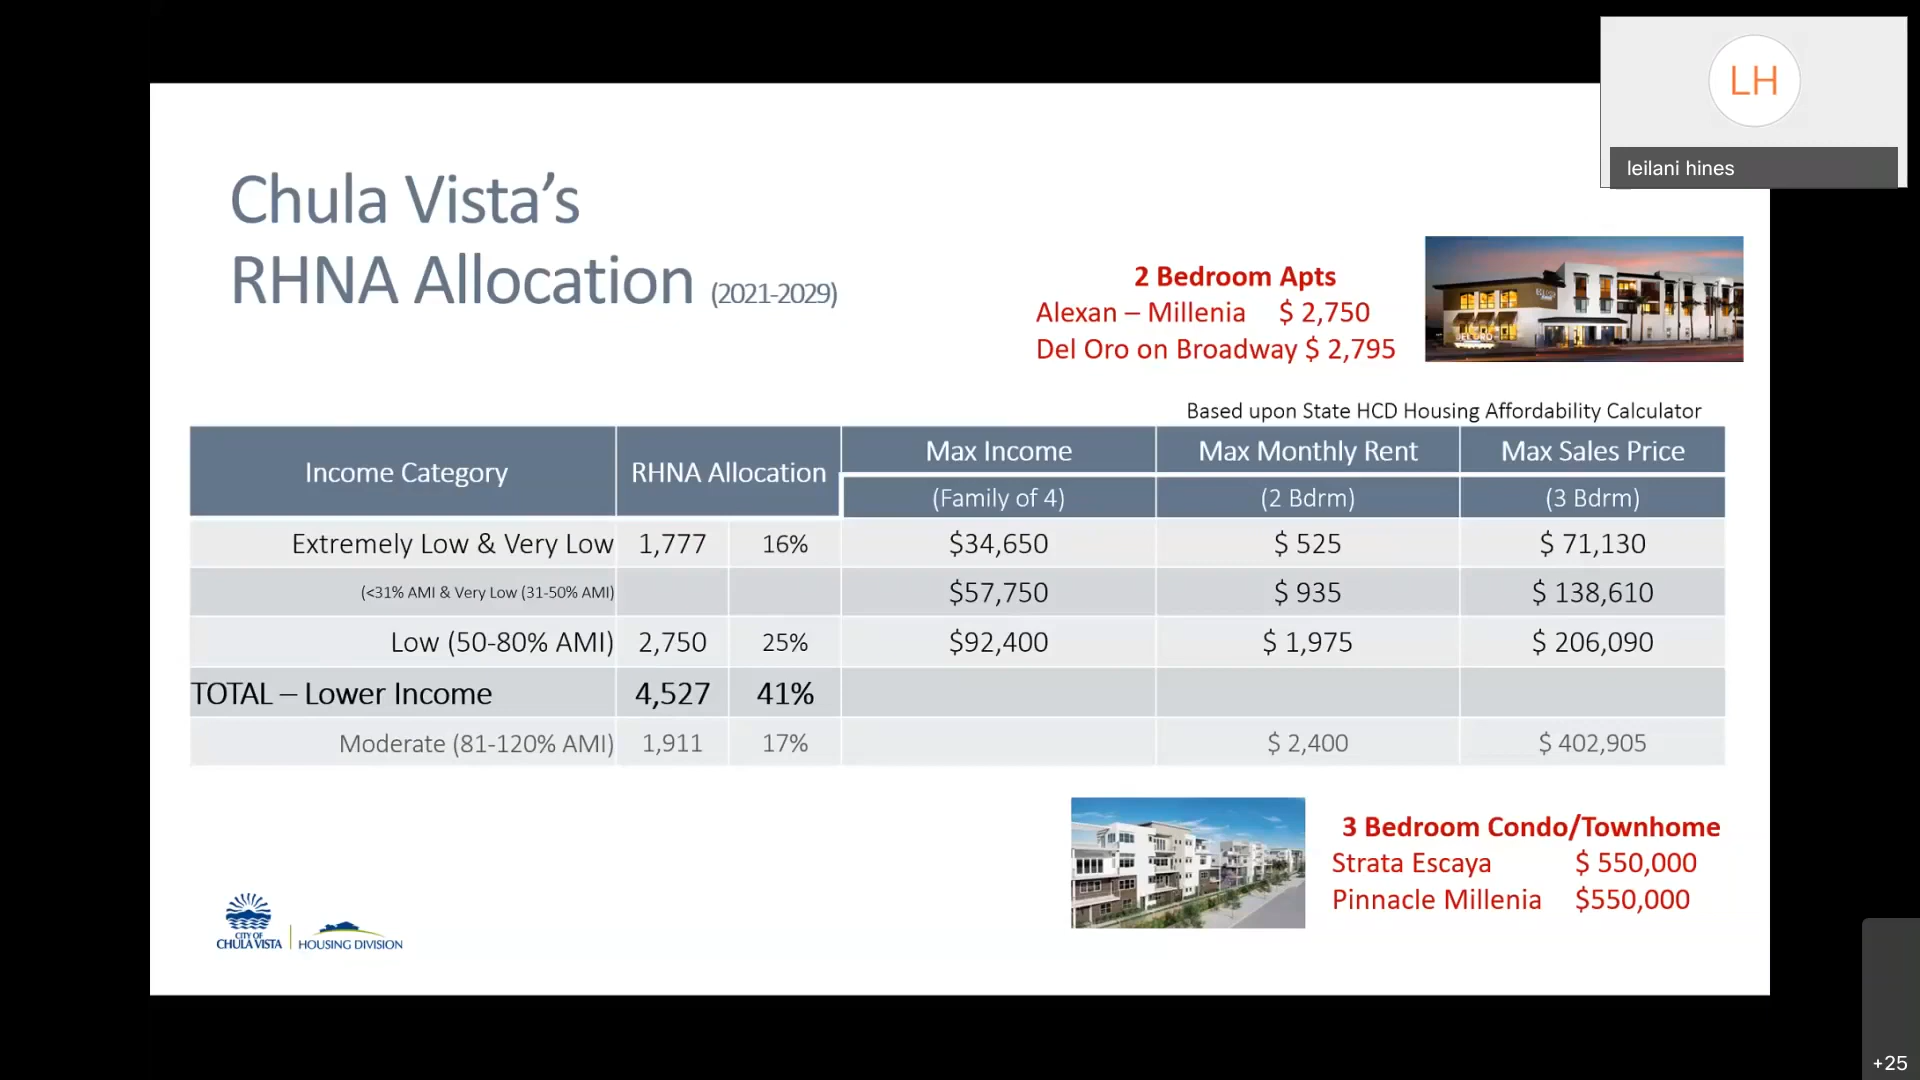 LH
leilani hines
Chula Vista’s
RHNA Allocation (2021-2029)
2 Bedroom Apts
Alexan – Millenia $ 2,750
Del Oro on Broadway $ 2,795
DEL ORO
Based upon State HCD Housing Affordability Calculator
Income Category RHNA Allocation Max Income Max Monthly Rent Max Sales Price
(Family of 4) (2 Bdrm) (3 Bdrm)
Extremely Low & Very Low 1,777 16% $34,650 $ 525 $ 71,130
(<31% AMI & Very Low (31-50% AMI) $57,750 $ 935 $ 138,610
Low (50-80% AMI) 2,750 25% $92,400 $ 1,975 $ 206,090
TOTAL – Lower Income 4,527 41%
Moderate (81-120% AMI) 1,911 17% $ 2,400 $ 402,905
3 Bedroom Condo/Townhome
Strata Escaya $ 550,000
Pinnacle Millenia $550,000
CITY OF
CHULA VISTA HOUSING DIVISION
+25